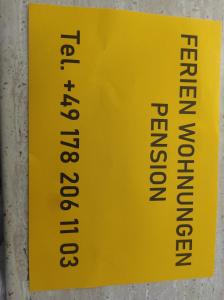 FERIEN WOHNUNGEN
PENSION
Tel. +49 178 206 11 03